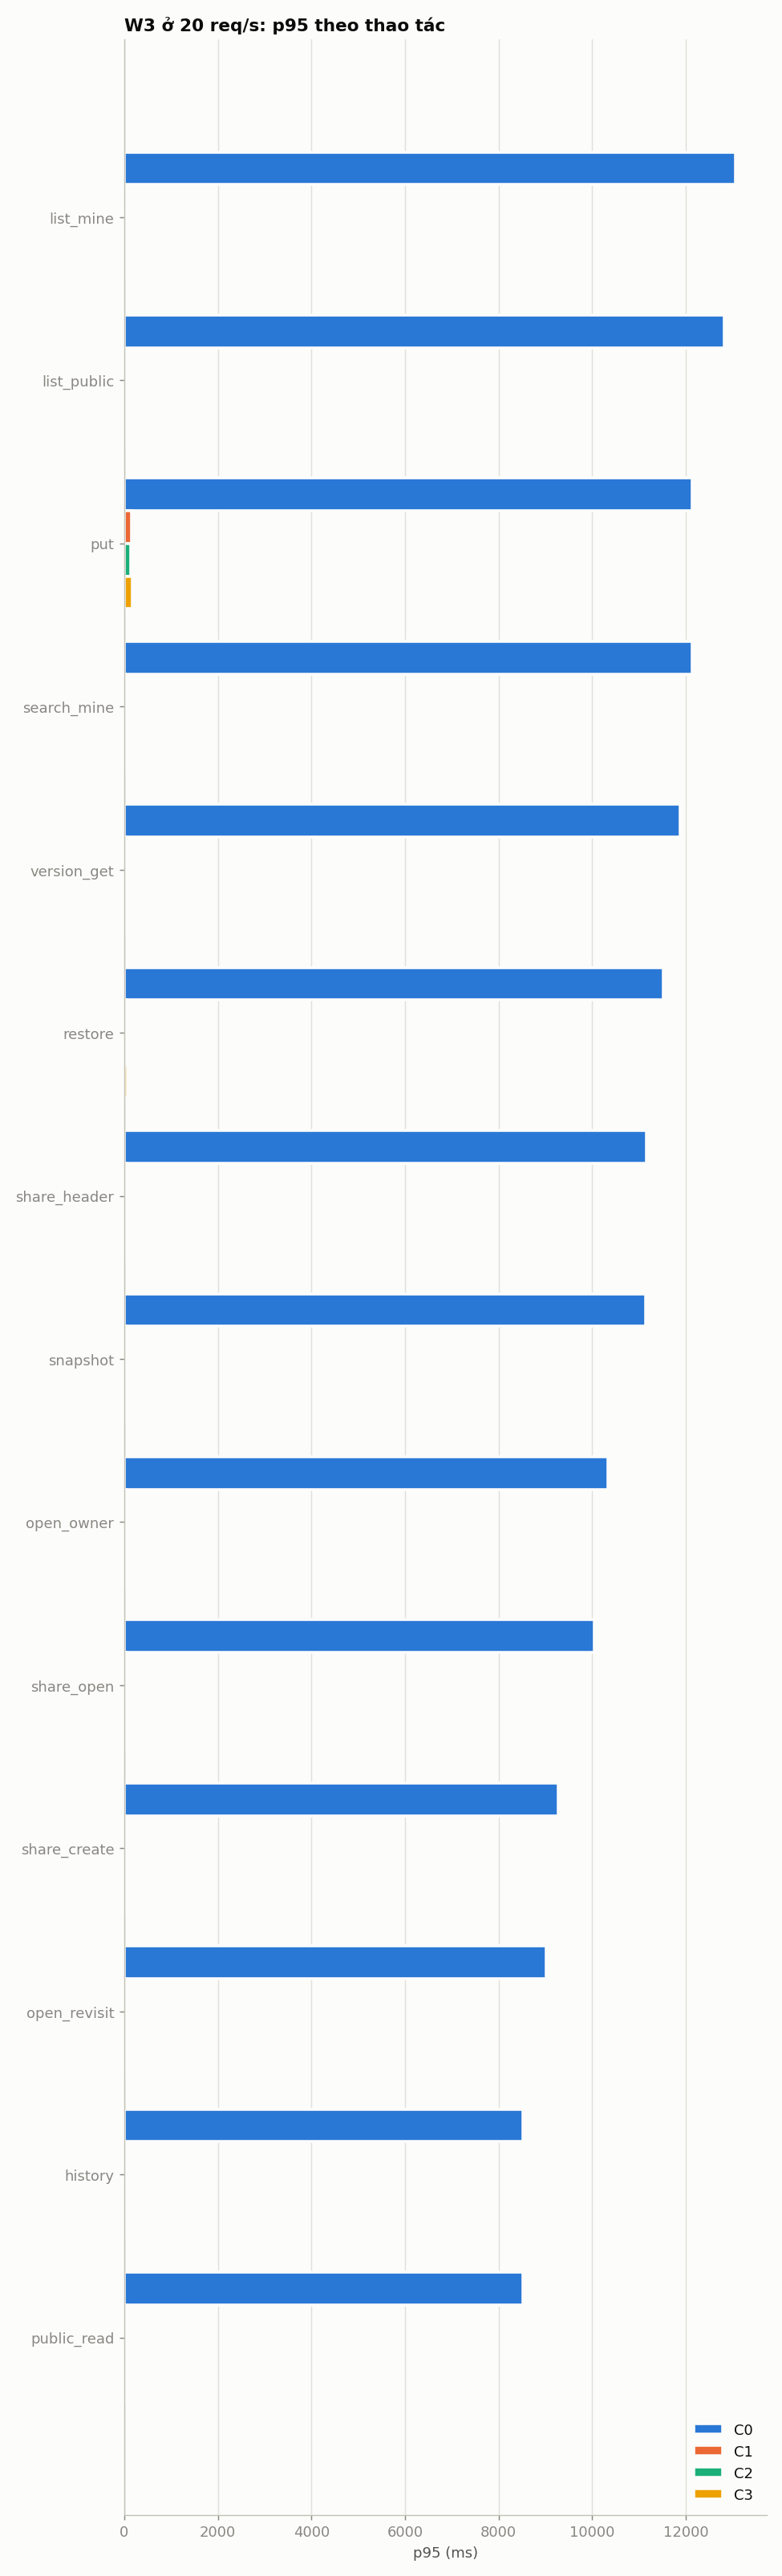 W3 ở 20 req/s: p95 theo thao tác
list_mine
list_public
put
search_mine
version_get
restore
share_header
snapshot
open_owner
share_open
share_create
open_revisit
history
public_read
C0
C1
C2
C3
0 2000 4000 6000 8000 10000 12000
p95 (ms)